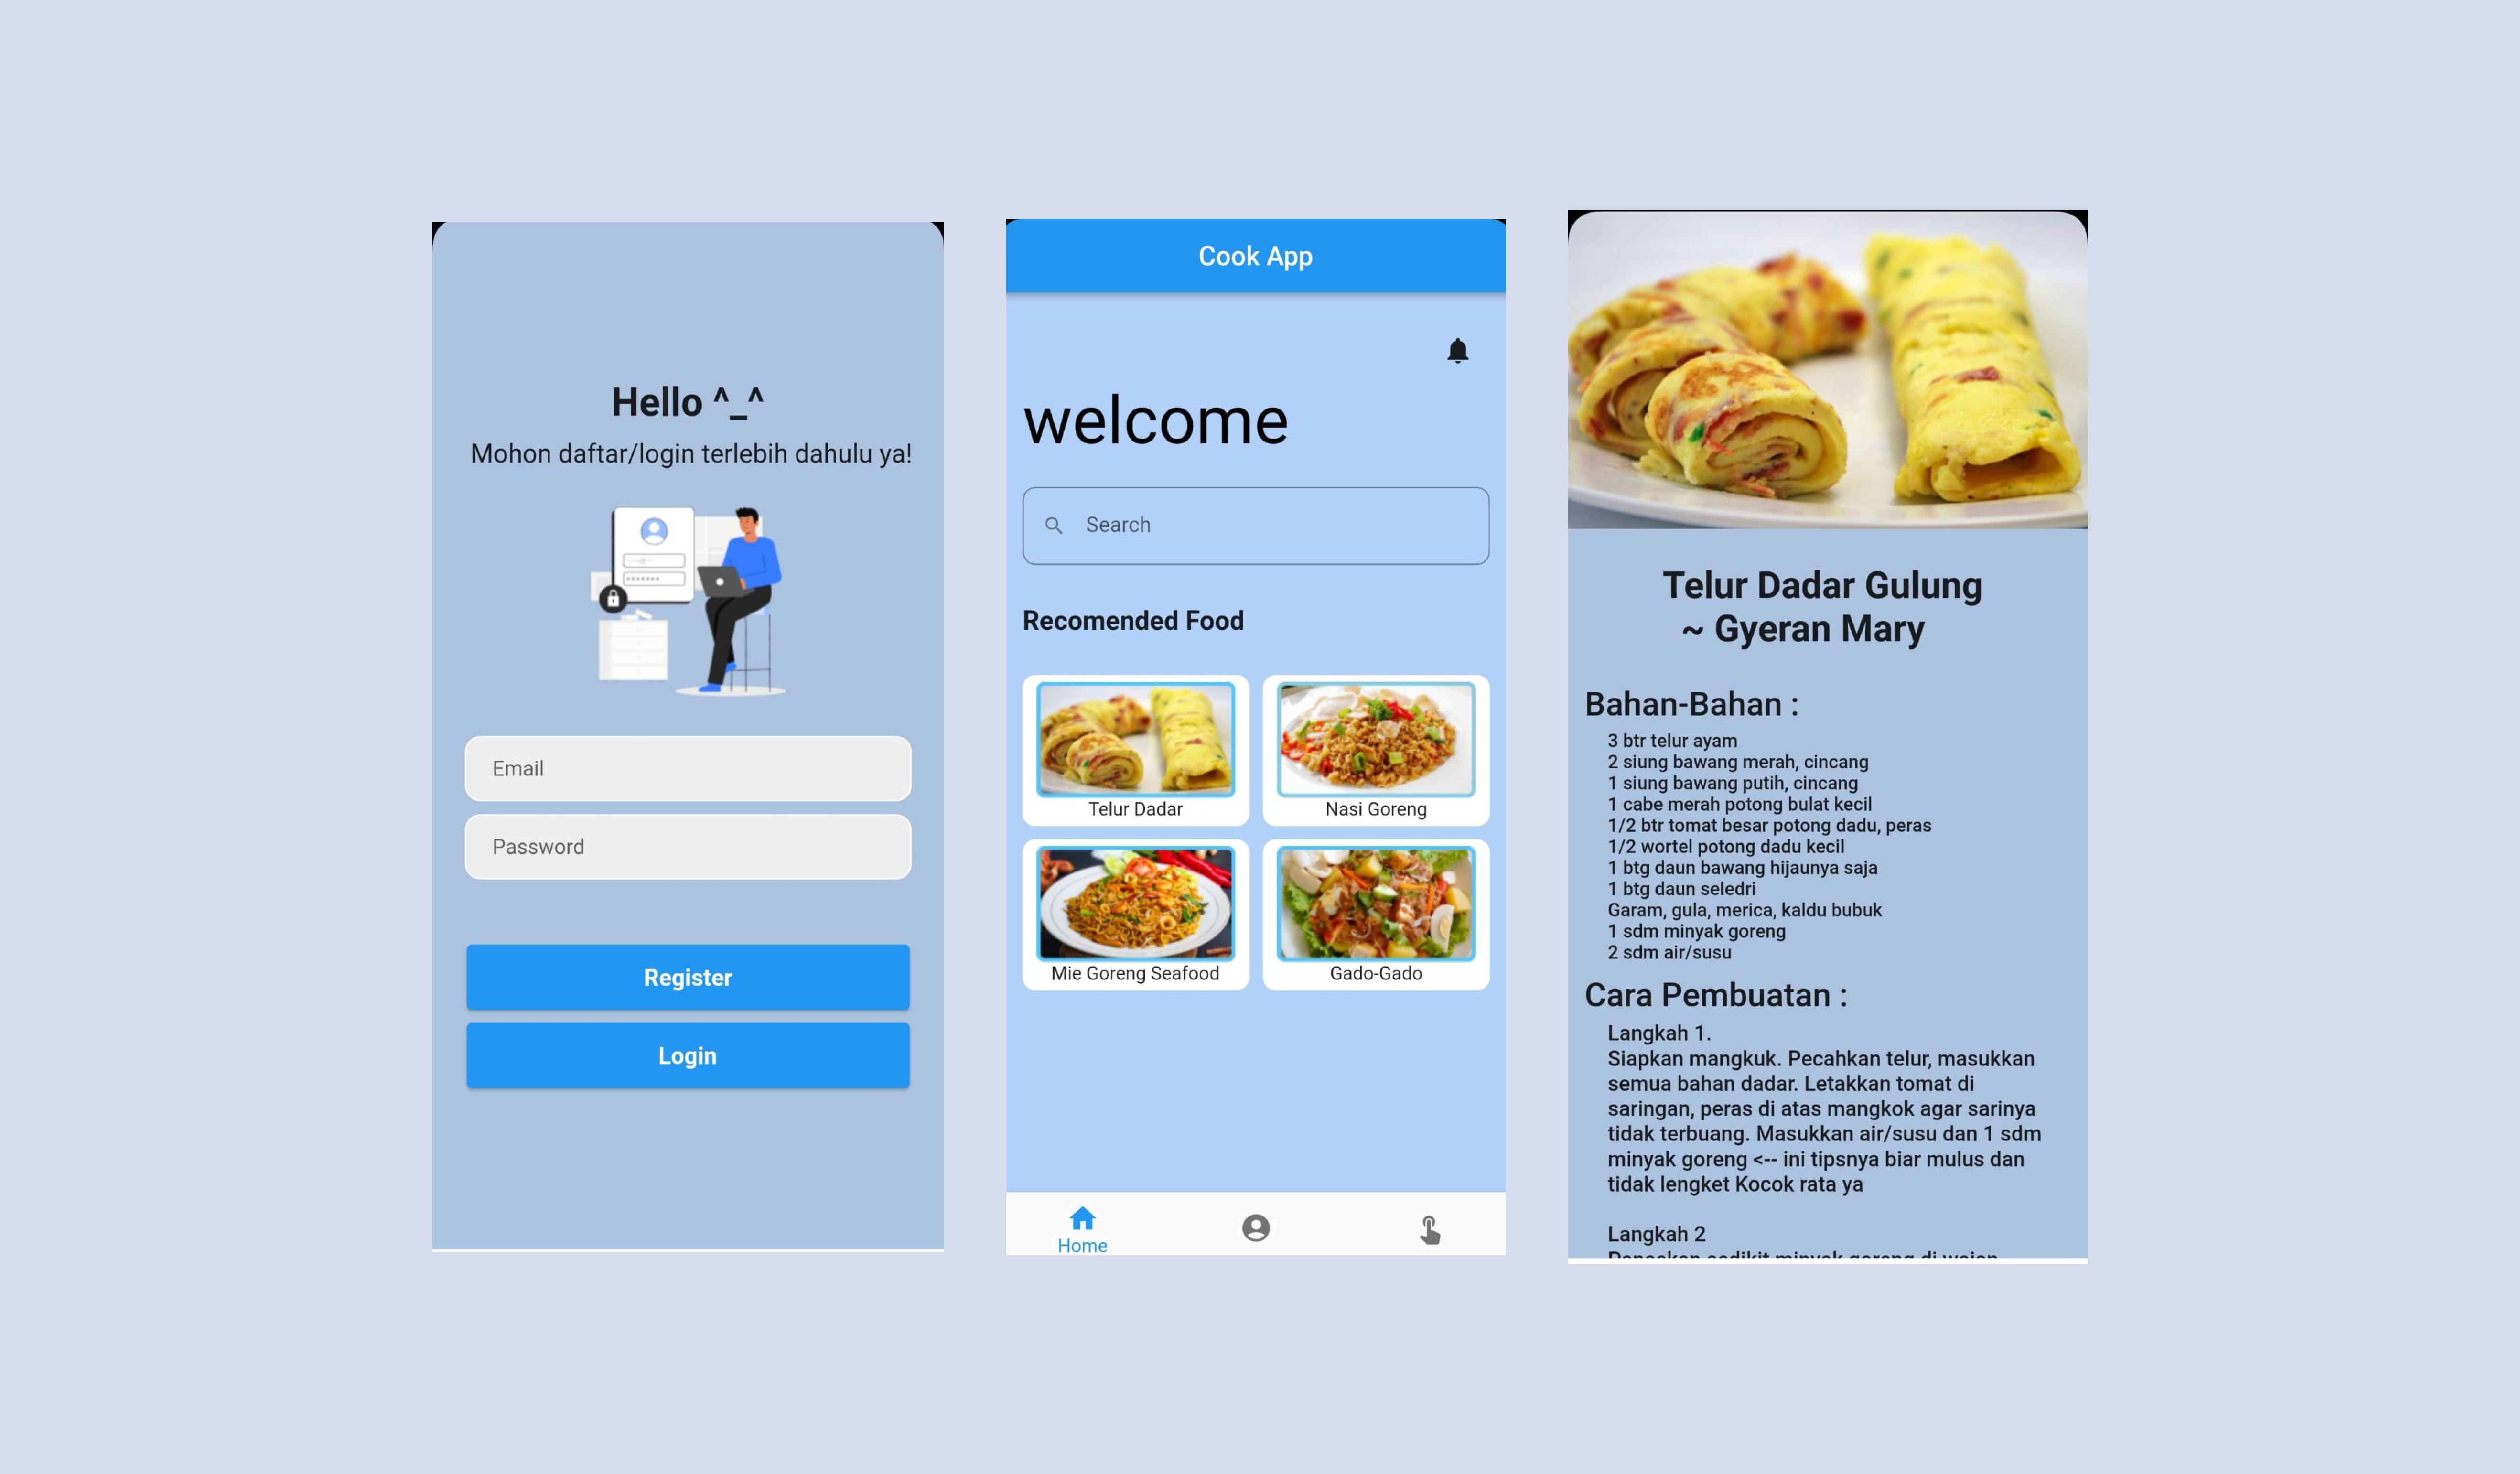 Hello ^_^
Mohon daftar/login terlebih dahulu ya!
Email
Password
Register
Login
Cook App
welcome
Search
Recomended Food
Telur Dadar
Nasi Goreng
Mie Goreng Seafood
Gado-Gado
Home
Telur Dadar Gulung
~ Gyeran Mary
Bahan-Bahan :
3 btr telur ayam
2 siung bawang merah, cincang
1 siung bawang putih, cincang
1 cabe merah potong bulat kecil
1/2 btr tomat besar potong dadu, peras
1/2 wortel potong dadu kecil
1 btg daun bawang hijaunya saja
1 btg daun seledri
Garam, gula, merica, kaldu bubuk
1 sdm minyak goreng
2 sdm air/susu
Cara Pembuatan :
Langkah 1.
Siapkan mangkuk. Pecahkan telur, masukkan
semua bahan dadar. Letakkan tomat di
saringan, peras di atas mangkok agar sarinya
tidak terbuang. Masukkan air/susu dan 1 sdm
minyak goreng <-- ini tipsnya biar mulus dan
tidak lengket Kocok rata ya
Langkah 2